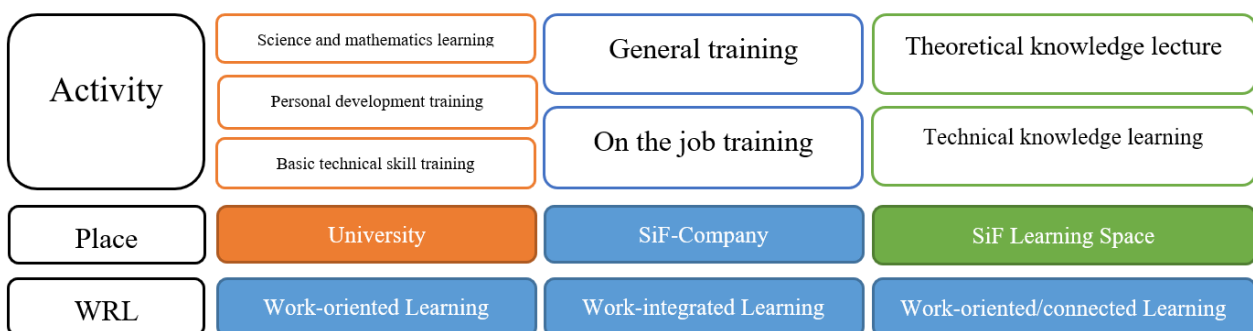 Activity
Science and mathematics learning
Personal development training
Basic technical skill training
General training
On the job training
Theoretical knowledge lecture
Technical knowledge learning
Place
University
SiF-Company
SiF Learning Space
WRL
Work-oriented Learning
Work-integrated Learning
Work-oriented/connected Learning